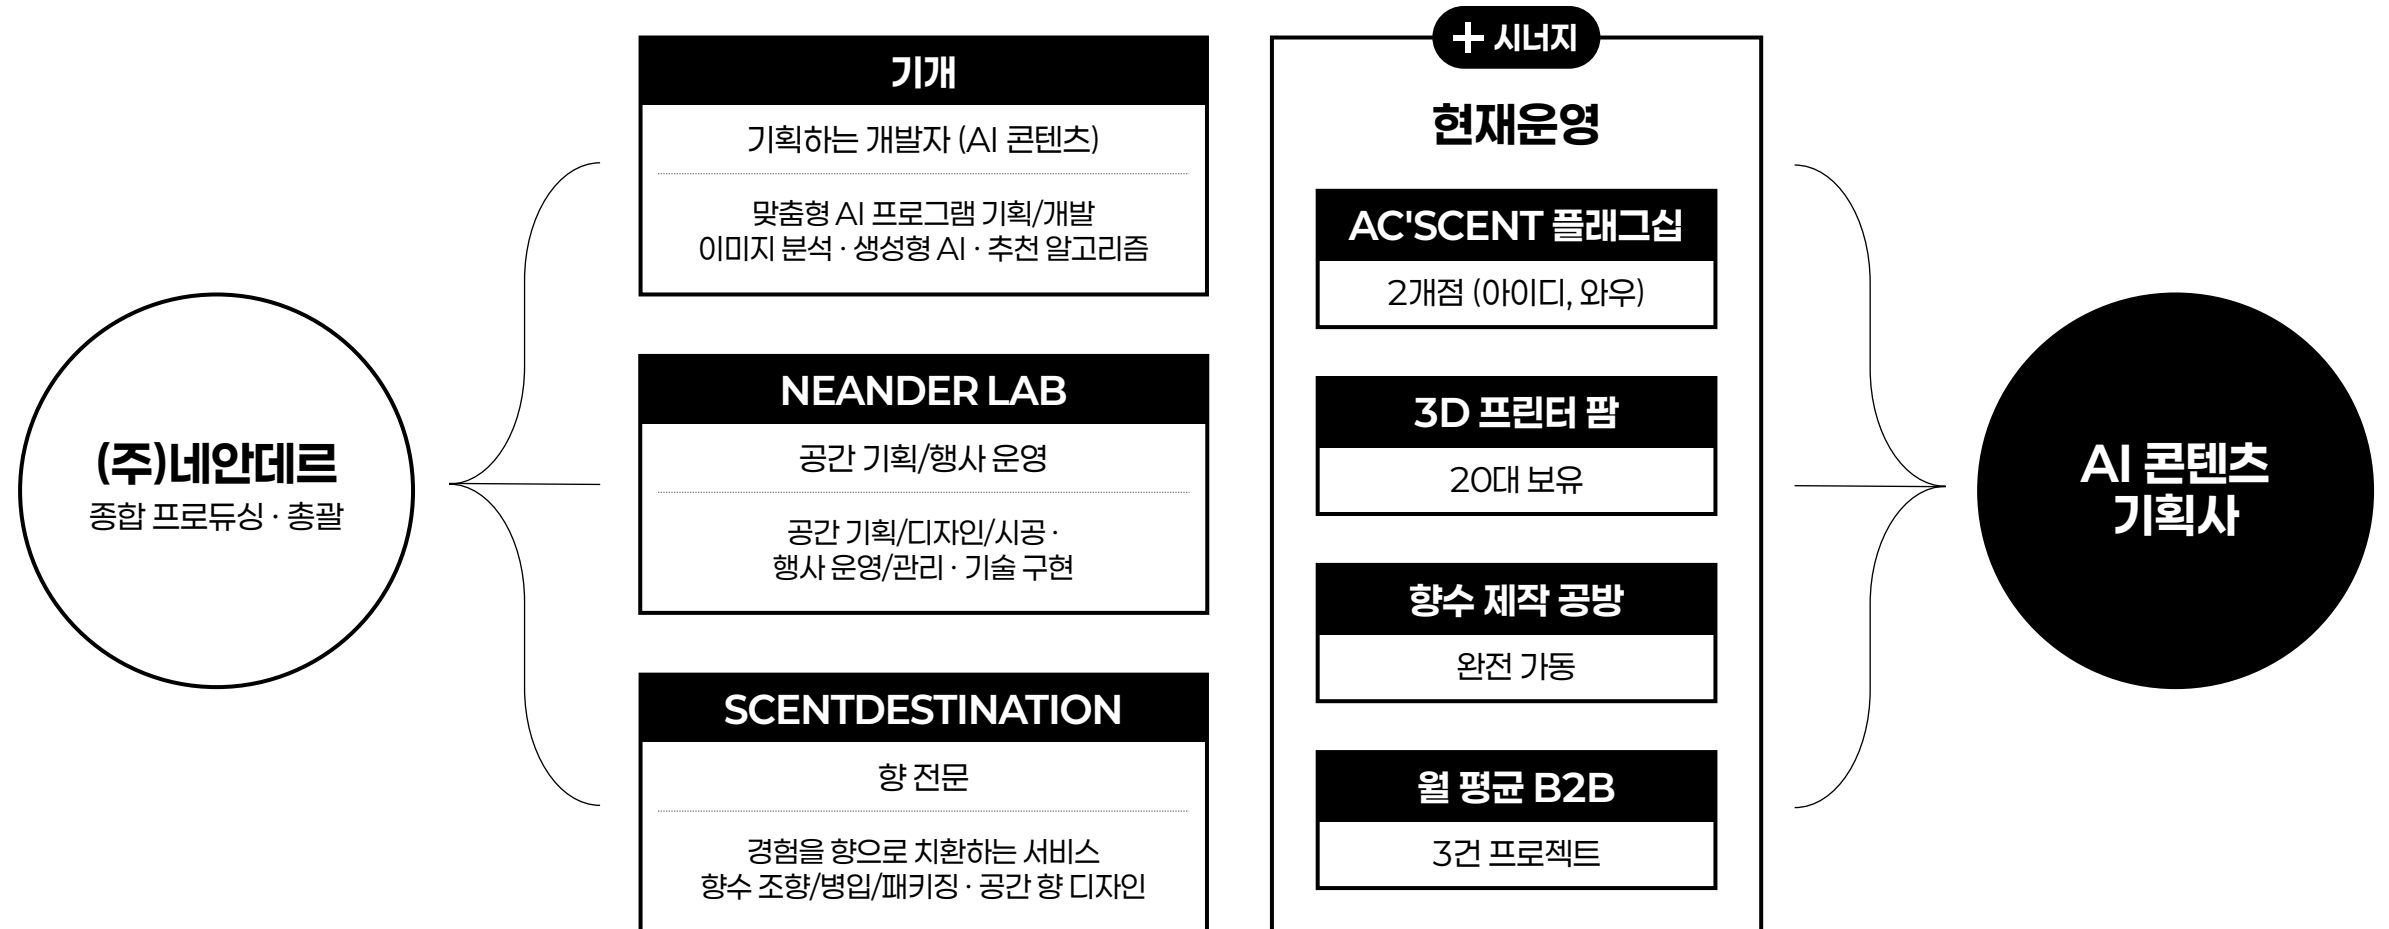 (주)네안데르
종합 프로듀싱 · 총괄
기개
기획하는 개발자 (AI 콘텐츠)
맞춤형 AI 프로그램 기획/개발
이미지 분석 · 생성형 AI · 추천 알고리즘
NEANDER LAB
공간 기획/행사 운영
공간 기획/디자인/시공 ·
행사 운영/관리 · 기술 구현
SCENTDESTINATION
향 전문
경험을 향으로 치환하는 서비스
향수 조향/병입/패키징 · 공간 향 디자인
+ 시너지
현재운영
AC'SCENT 플래그십
2개점 (아이디, 와우)
3D 프린터 팜
20대 보유
향수 제작 공방
완전 가동
월 평균 B2B
3건 프로젝트
AI 콘텐츠
기획사